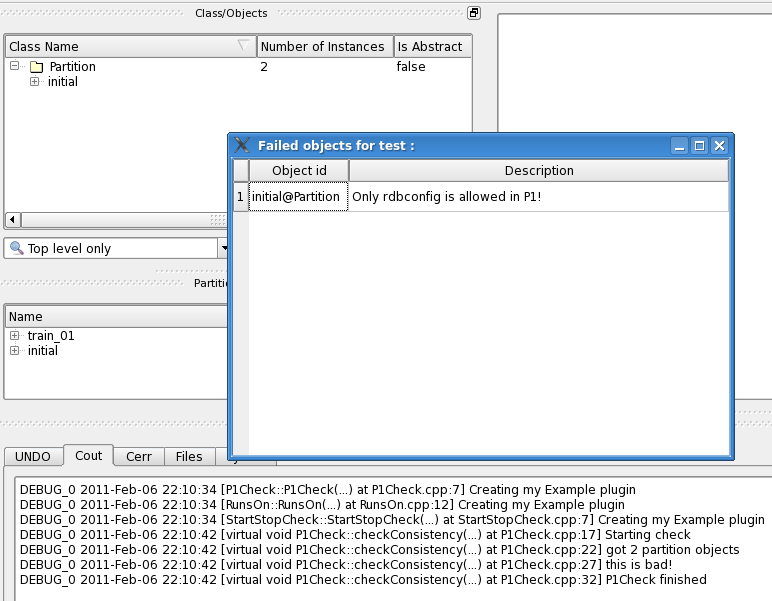 Class/Objects
Class Name Number of Instances Is Abstract
Partition 2 false
initial
Failed objects for test :
Object id Description
1 initial@Partition Only rdbconfig is allowed in P1!
Top level only
Name
train_01
initial
UNDO Cout Cerr Files
DEBUG_0 2011-Feb-06 22:10:34 [P1Check::P1Check(...) at P1Check.cpp:7] Creating my Example plugin
DEBUG_0 2011-Feb-06 22:10:34 [RunsOn::RunsOn(...) at RunsOn.cpp:12] Creating my Example plugin
DEBUG_0 2011-Feb-06 22:10:34 [StartStopCheck::StartStopCheck(...) at StartStopCheck.cpp:7] Creating my Example plugin
DEBUG_0 2011-Feb-06 22:10:42 [virtual void P1Check::checkConsistency(...) at P1Check.cpp:17] Starting check
DEBUG_0 2011-Feb-06 22:10:42 [virtual void P1Check::checkConsistency(...) at P1Check.cpp:22] got 2 partition objects
DEBUG_0 2011-Feb-06 22:10:42 [virtual void P1Check::checkConsistency(...) at P1Check.cpp:27] this is bad!
DEBUG_0 2011-Feb-06 22:10:42 [virtual void P1Check::checkConsistency(...) at P1Check.cpp:32] P1Check finished